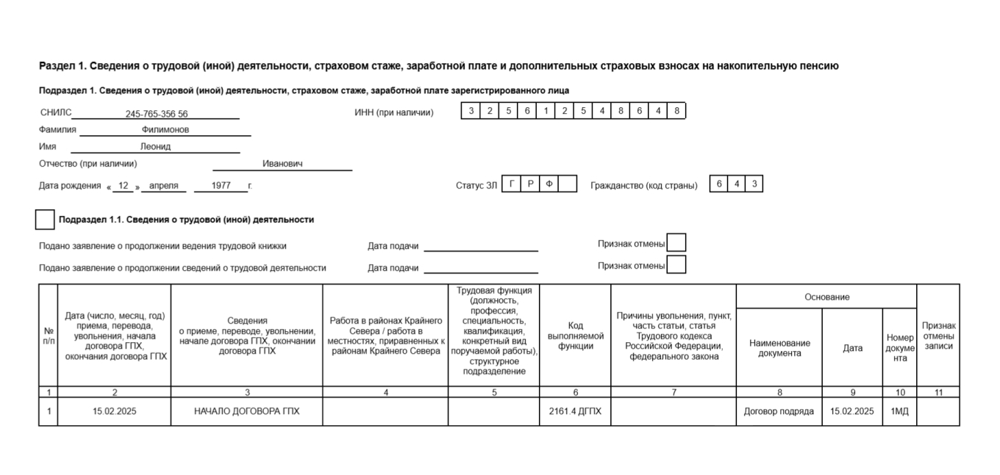 Раздел 1. Сведения о трудовой (иной) деятельности, страховом стаже, заработной плате и дополнительных страховых взносах на накопительную пенсию
Подраздел 1. Сведения о трудовой (иной) деятельности, страховом стаже, заработной плате зарегистрированного лица
СНИЛС 245-765-356 56 ИНН (при наличии) 3 2 5 6 1 2 5 4 8 6 4 8
Фамилия Филимонов
Имя Леонид
Отчество (при наличии) Иванович
Дата рождения « 12 » апреля 1977 г. Статус ЗЛ Г Р Ф Гражданство (код страны) 6 4 3
Подраздел 1.1. Сведения о трудовой (иной) деятельности
Подано заявление о продолжении ведения трудовой книжки Дата подачи Признак отмены
Подано заявление о продолжении сведений о трудовой деятельности Дата подачи Признак отмены
№
п/п
Дата (число, месяц, год)
приема, перевода,
увольнения, начала
договора ГПХ,
окончания договора ГПХ
Сведения
о приеме, переводе, увольнении,
начале договора ГПХ, окончании
договора ГПХ
Работа в районах Крайнего
Севера / работа в
местностях, приравненных к
районам Крайнего Севера
Трудовая функция
(должность,
профессия,
специальность,
квалификация,
конкретный вид
поручаемой работы),
структурное
подразделение
Код
выполняемой
функции
Причины увольнения, пункт,
часть статьи, статья
Трудового кодекса
Российской Федерации,
федерального закона
Основание
Наименование
документа
Дата
Номер
докуме
нта
Признак
отмены
записи
1 2 3 4 5 6 7 8 9 10 11
1 15.02.2025 НАЧАЛО ДОГОВОРА ГПХ 2161.4 ДГПХ Договор подряда 15.02.2025 1МД